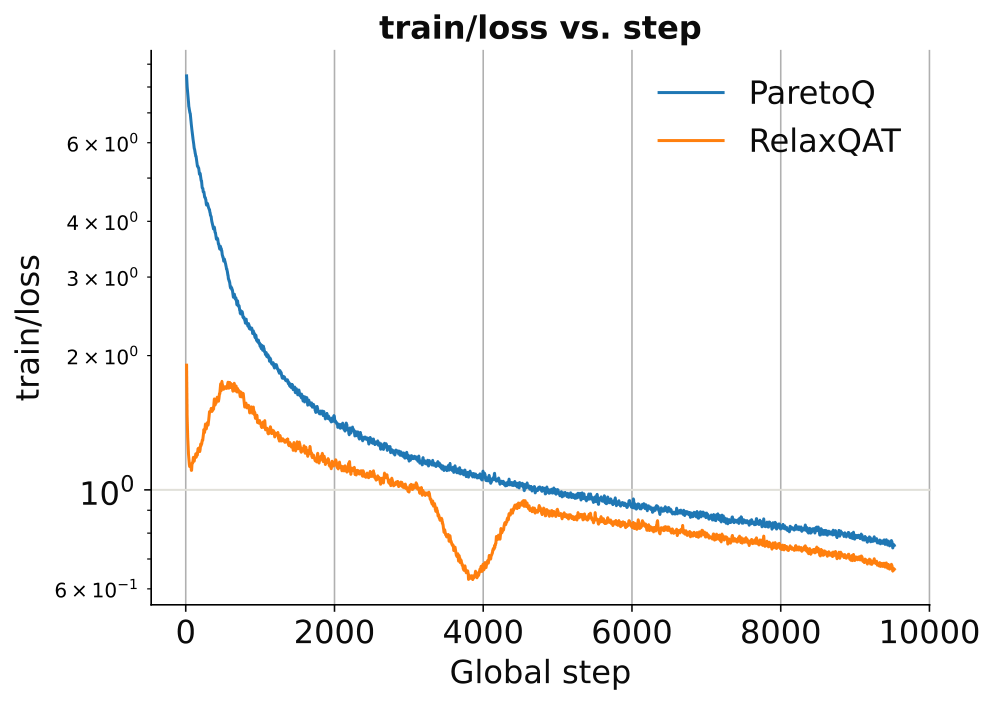 train/loss vs. step
ParetoQ
RelaxQAT
train/loss
6 × 10⁰
4 × 10⁰
3 × 10⁰
2 × 10⁰
10⁰
6 × 10⁻¹
0 2000 4000 6000 8000 10000
Global step